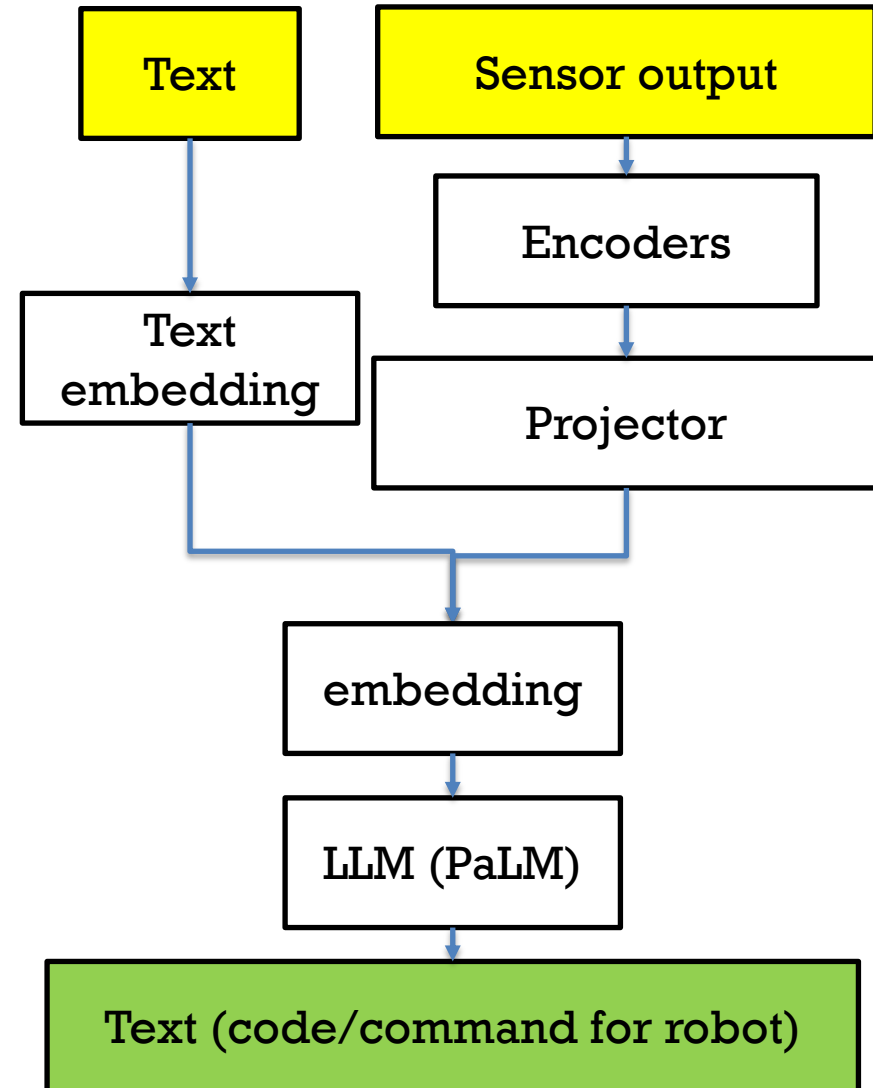 Text
Sensor output
Encoders
Text
embedding
Projector
embedding
LLM (PaLM)
Text (code/command for robot)